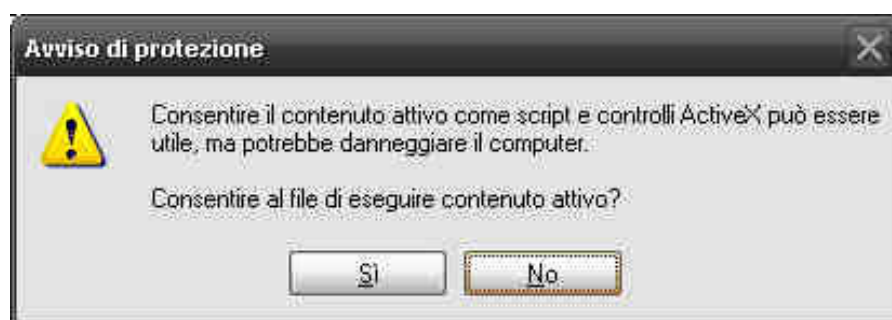 Avviso di protezione
Consentire il contenuto attivo come script e controlli ActiveX può essere
utile, ma potrebbe danneggiare il computer.
Consentire al file di eseguire contenuto attivo?
Sì
No